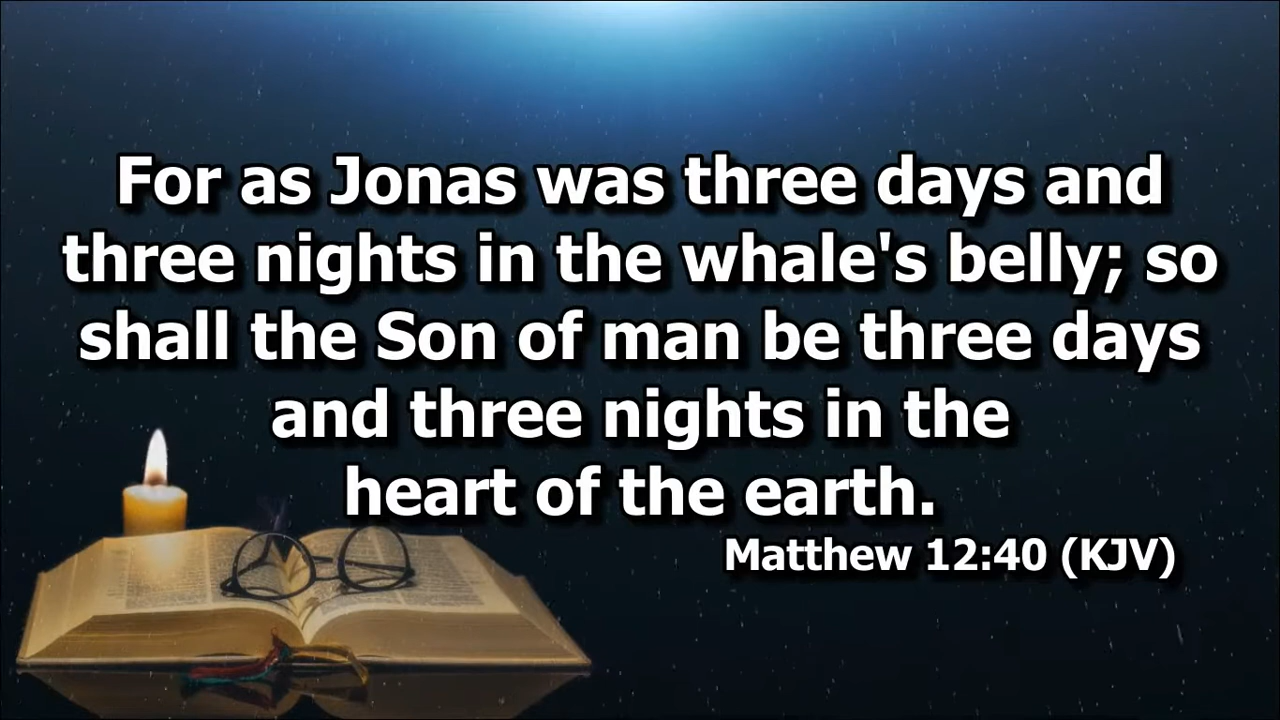 For as Jonas was three days and
three nights in the whale's belly; so
shall the Son of man be three days
and three nights in the
heart of the earth.
Matthew 12:40 (KJV)